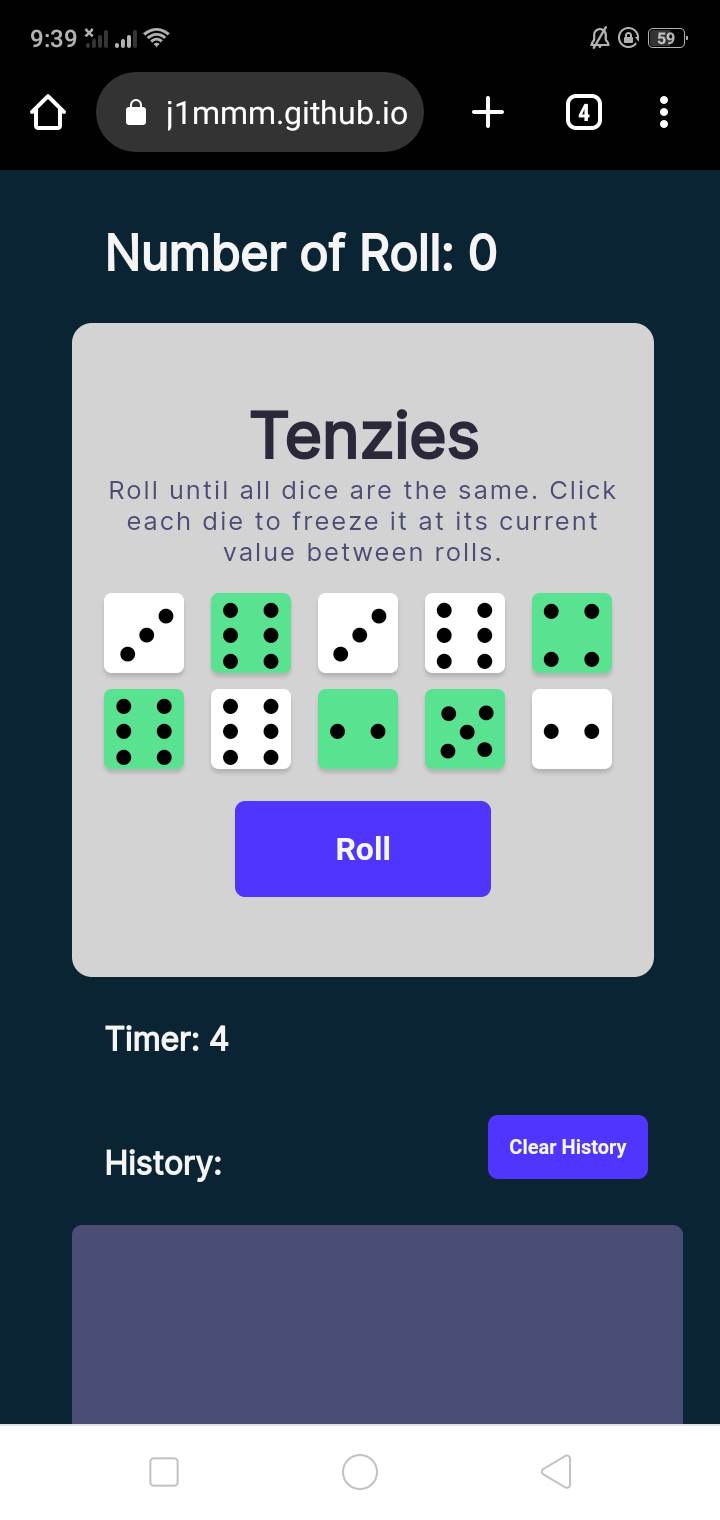 9:39
59
j1mmm.github.io
4
Number of Roll: 0
Tenzies
Roll until all dice are the same. Click
each die to freeze it at its current
value between rolls.
Roll
Timer: 4
Clear History
History: